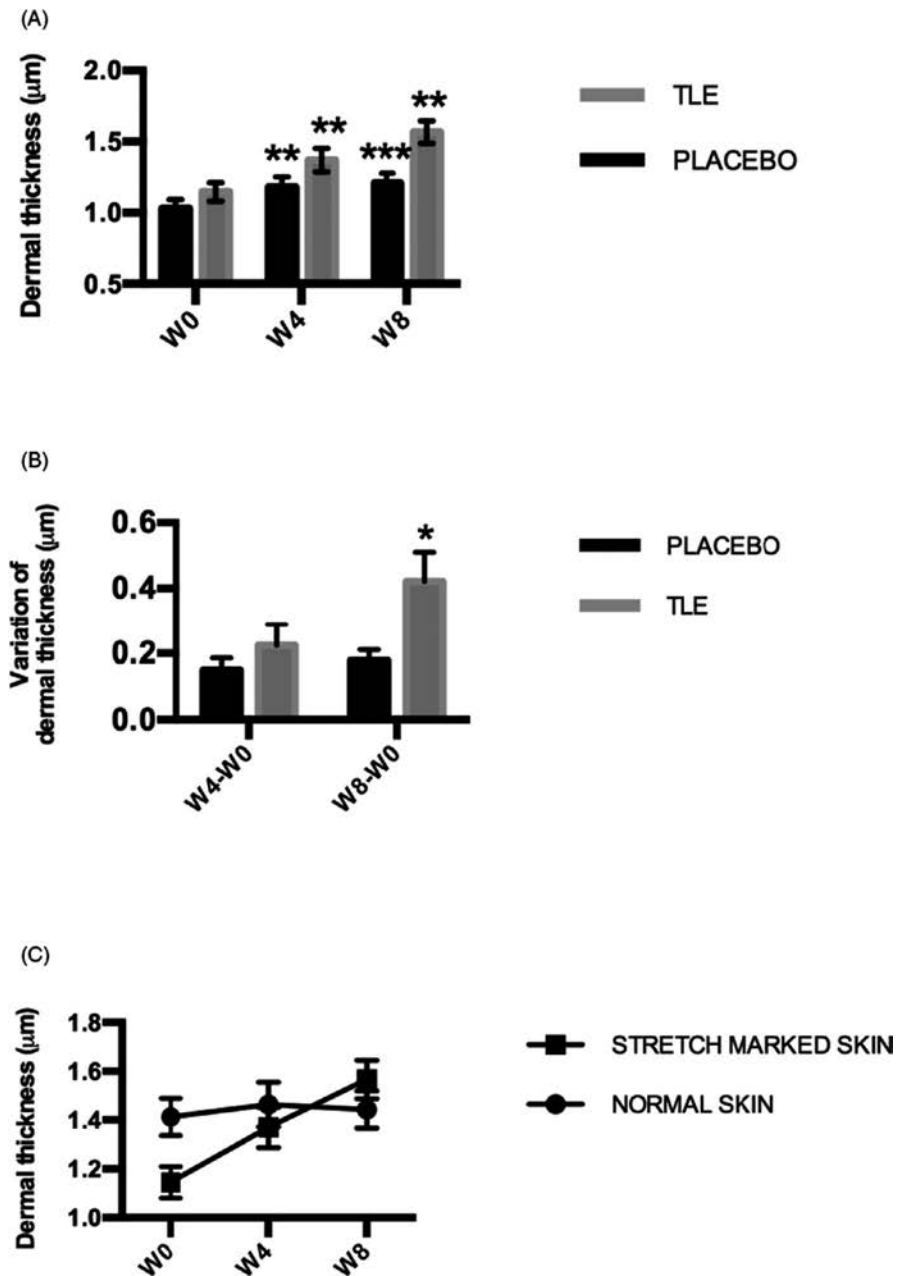 (A)
Dermal thickness (μm)
2.0
1.5
1.0
0.5
**
**
***
**
W0
W4
W8
TLE
PLACEBO
(B)
Variation of
dermal thickness (μm)
0.6
0.4
0.2
0.0
*
W4-W0
W8-W0
PLACEBO
TLE
(C)
Dermal thickness (μm)
1.8
1.6
1.4
1.2
1.0
W0
W4
W8
STRETCH MARKED SKIN
NORMAL SKIN